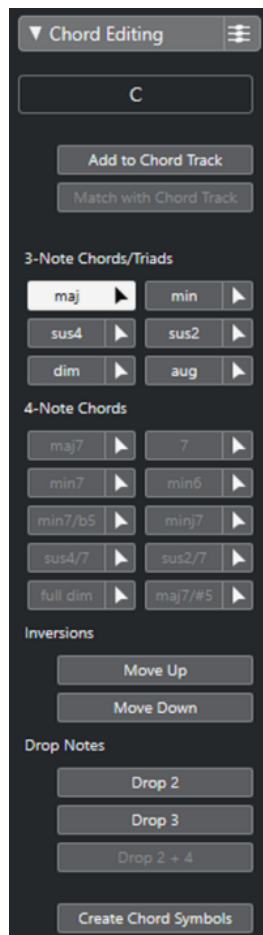 Chord Editing
C
Add to Chord Track
Match with Chord Track
3-Note Chords/Triads
maj min
sus4 sus2
dim aug
4-Note Chords
maj7 7
min7 min6
min7/b5 minj7
sus4/7 sus2/7
full dim maj7/#5
Inversions
Move Up
Move Down
Drop Notes
Drop 2
Drop 3
Drop 2 + 4
Create Chord Symbols